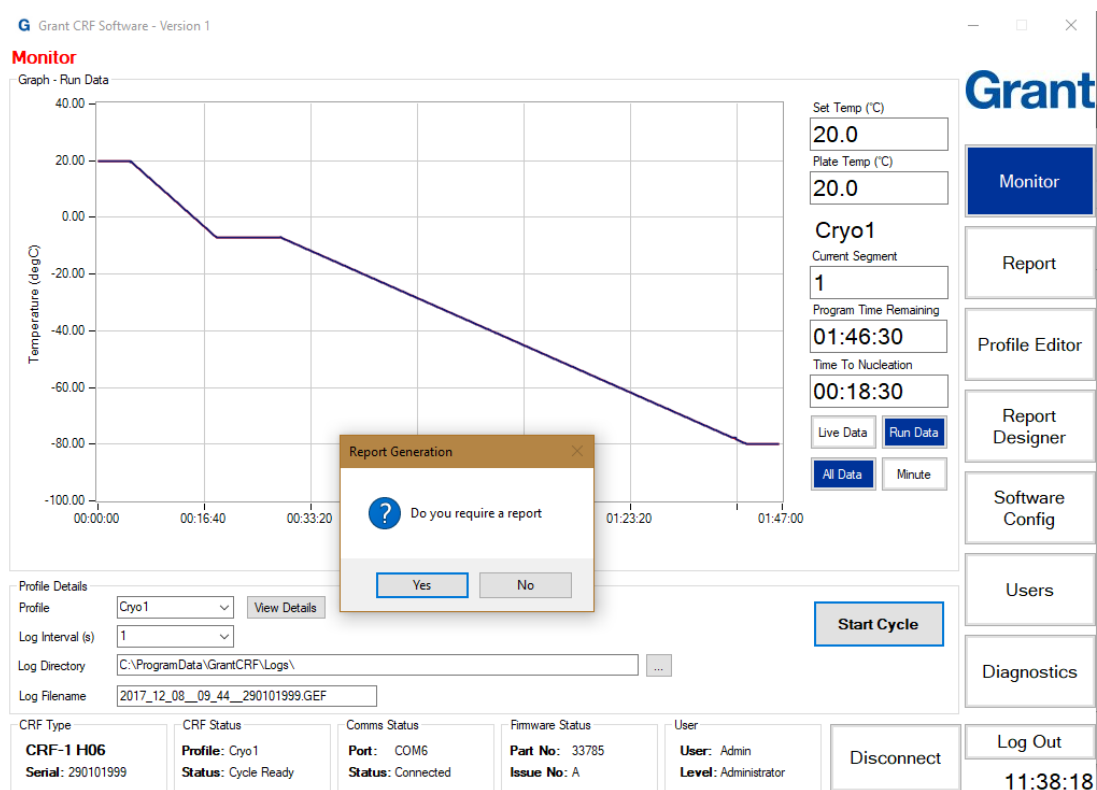 G Grant CRF Software - Version 1
Monitor
Graph - Run Data
Grant
40.00
20.00
0.00
-20.00
-40.00
-60.00
-80.00
-100.00
Temperature (degC)
00:00:00 00:16:40 00:33:20 01:23:20 01:47:00
Set Temp (°C)
20.0
Plate Temp (°C)
20.0
Cryo1
Current Segment
1
Program Time Remaining
01:46:30
Time To Nucleation
00:18:30
Live Data Run Data
All Data Minute
Report Generation
? Do you require a report
Yes No
Monitor
Report
Profile Editor
Report
Designer
Software
Config
Users
Diagnostics
Profile Details
Profile Cryo1 View Details
Log Interval (s) 1
Log Directory C:\ProgramData\GrantCRF\Logs\ ...
Log Filename 2017_12_08__09_44__290101999.GEF
Start Cycle
CRF Type
CRF-1 H06
Serial: 290101999
CRF Status
Profile: Cryo1
Status: Cycle Ready
Comms Status
Port: COM6
Status: Connected
Firmware Status
Part No: 33785
Issue No: A
User
User: Admin
Level: Administrator
Disconnect
Log Out
11:38:18